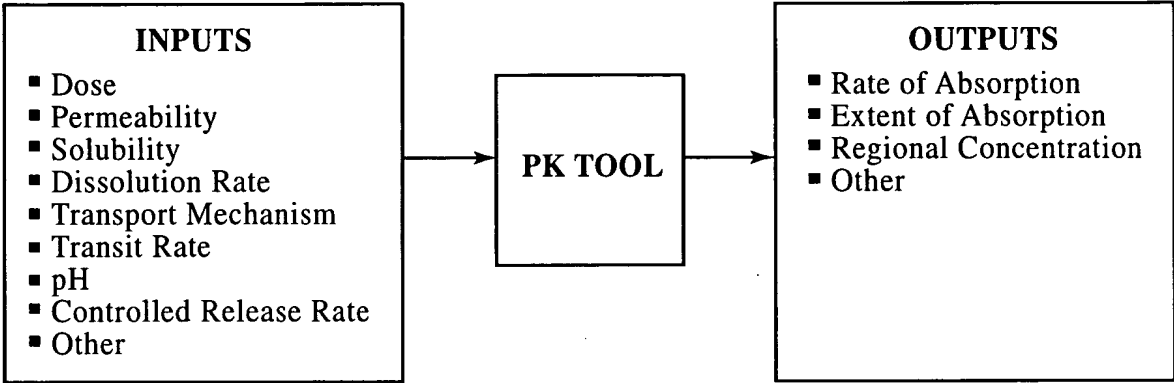 INPUTS
▪ Dose
▪ Permeability
▪ Solubility
▪ Dissolution Rate
▪ Transport Mechanism
▪ Transit Rate
▪ pH
▪ Controlled Release Rate
▪ Other
PK TOOL
OUTPUTS
▪ Rate of Absorption
▪ Extent of Absorption
▪ Regional Concentration
▪ Other